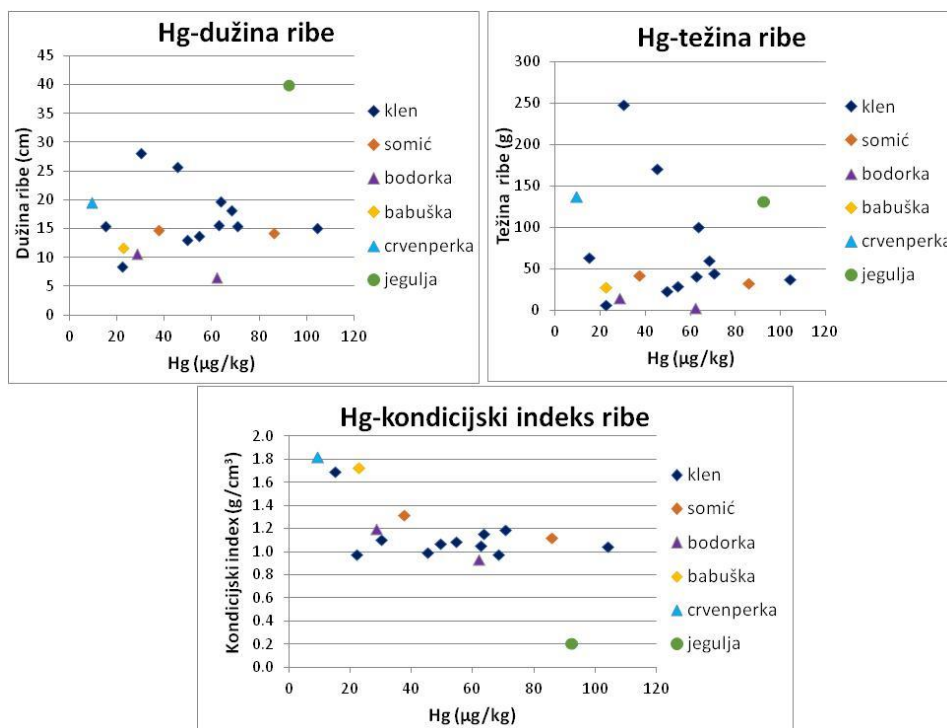 Hg-dužina ribe
Dužina ribe (cm)
45
40
35
30
25
20
15
10
5
0
0 20 40 60 80 100 120
Hg (µg/kg)
klen
somić
bodorka
babuška
crvenperka
jegulja
Hg-težina ribe
Težina ribe (g)
300
250
200
150
100
50
0
0 20 40 60 80 100 120
Hg (µg/kg)
klen
somić
bodorka
babuška
crvenperka
jegulja
Hg-kondicijski indeks ribe
Kondicijski index (g/cm³)
2.0
1.8
1.6
1.4
1.2
1.0
0.8
0.6
0.4
0.2
0.0
0 20 40 60 80 100 120
Hg (µg/kg)
klen
somić
bodorka
babuška
crvenperka
jegulja